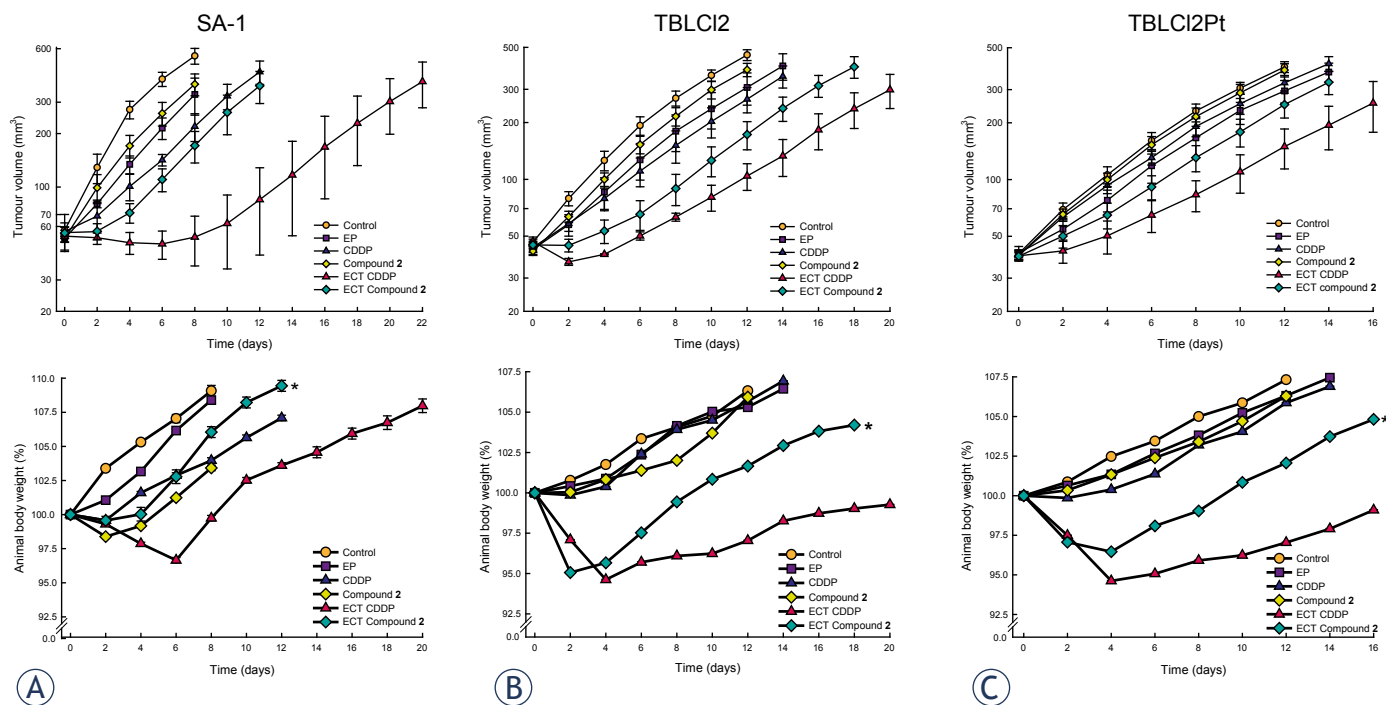 SA-1
Tumour volume (mm3)
600
300
200
100
70
60
30
20
0 2 4 6 8 10 12 14 16 18 20 22
Time (days)
Control
EP
CDDP
Compound 2
ECT CDDP
ECT Compound 2
TBLCl2
Tumour volume (mm3)
500
200
100
70
50
30
20
0 2 4 6 8 10 12 14 16 18 20
Time (days)
Control
EP
CDDP
Compound 2
ECT CDDP
ECT Compound 2
TBLCl2Pt
Tumour volume (mm3)
500
200
100
70
50
30
20
0 2 4 6 8 10 12 14 16
Time (days)
Control
EP
CDDP
Compound 2
ECT CDDP
ECT compound 2
Animal body weight (%)
110.0
107.5
105.0
102.5
100.0
97.5
95.0
92.5
0.0
0 2 4 6 8 10 12 14 16 18 20 22
Time (days)
*
Control
EP
CDDP
Compound 2
ECT CDDP
ECT Compound 2
A
Animal body weight (%)
107.5
105.0
102.5
100.0
97.5
95.0
92.5
0.0
0 2 4 6 8 10 12 14 16 18 20
Time (days)
*
Control
EP
CDDP
Compound 2
ECT CDDP
ECT Compound 2
B
Animal body weight (%)
107.5
105.0
102.5
100.0
97.5
95.0
92.5
0.0
0 2 4 6 8 10 12 14 16
Time (days)
*
Control
EP
CDDP
Compound 2
ECT CDDP
ECT Compound 2
C